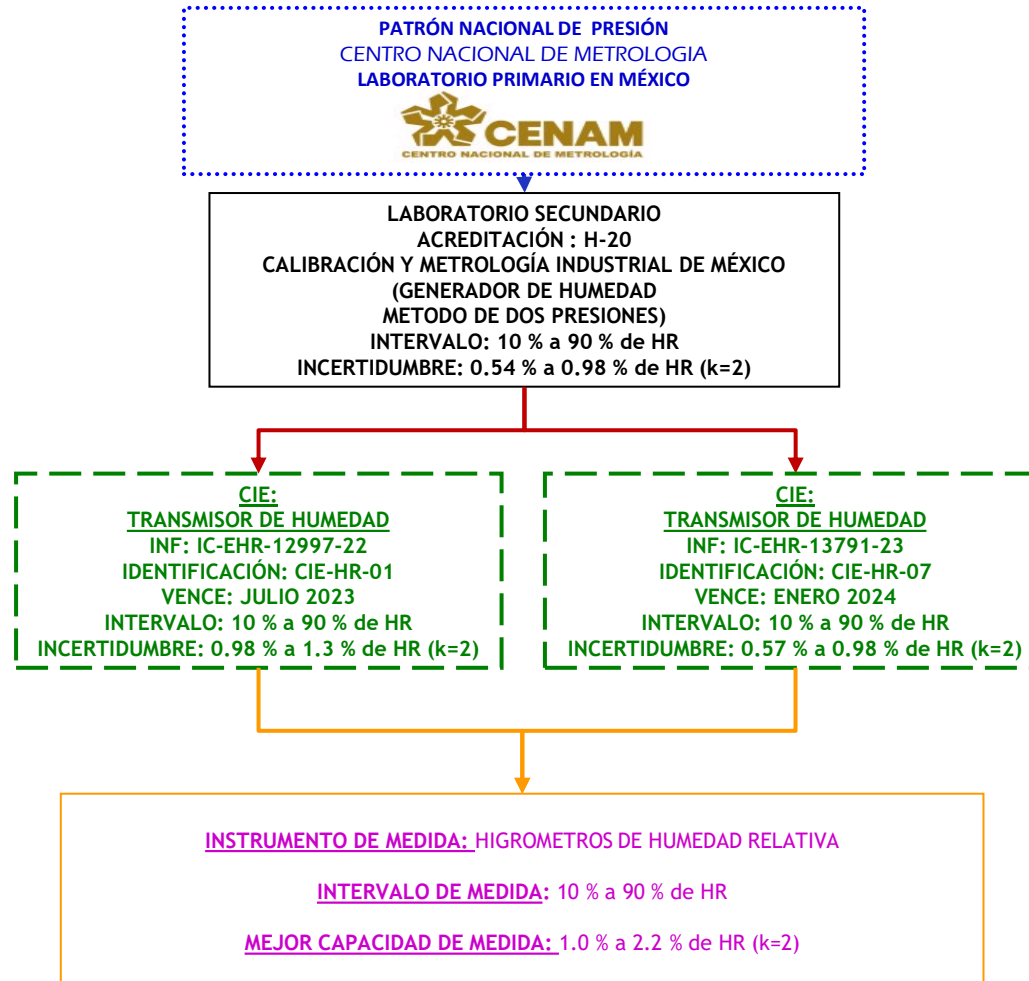 PATRÓN NACIONAL DE PRESIÓN
CENTRO NACIONAL DE METROLOGIA
LABORATORIO PRIMARIO EN MÉXICO
CENAM
CENTRO NACIONAL DE METROLOGÍA
LABORATORIO SECUNDARIO
ACREDITACIÓN : H-20
CALIBRACIÓN Y METROLOGÍA INDUSTRIAL DE MÉXICO
(GENERADOR DE HUMEDAD
METODO DE DOS PRESIONES)
INTERVALO: 10 % a 90 % de HR
INCERTIDUMBRE: 0.54 % a 0.98 % de HR (k=2)
CIE:
TRANSMISOR DE HUMEDAD
INF: IC-EHR-12997-22
IDENTIFICACIÓN: CIE-HR-01
VENCE: JULIO 2023
INTERVALO: 10 % a 90 % de HR
INCERTIDUMBRE: 0.98 % a 1.3 % de HR (k=2)
CIE:
TRANSMISOR DE HUMEDAD
INF: IC-EHR-13791-23
IDENTIFICACIÓN: CIE-HR-07
VENCE: ENERO 2024
INTERVALO: 10 % a 90 % de HR
INCERTIDUMBRE: 0.57 % a 0.98 % de HR (k=2)
INSTRUMENTO DE MEDIDA: HIGROMETROS DE HUMEDAD RELATIVA
INTERVALO DE MEDIDA: 10 % a 90 % de HR
MEJOR CAPACIDAD DE MEDIDA: 1.0 % a 2.2 % de HR (k=2)